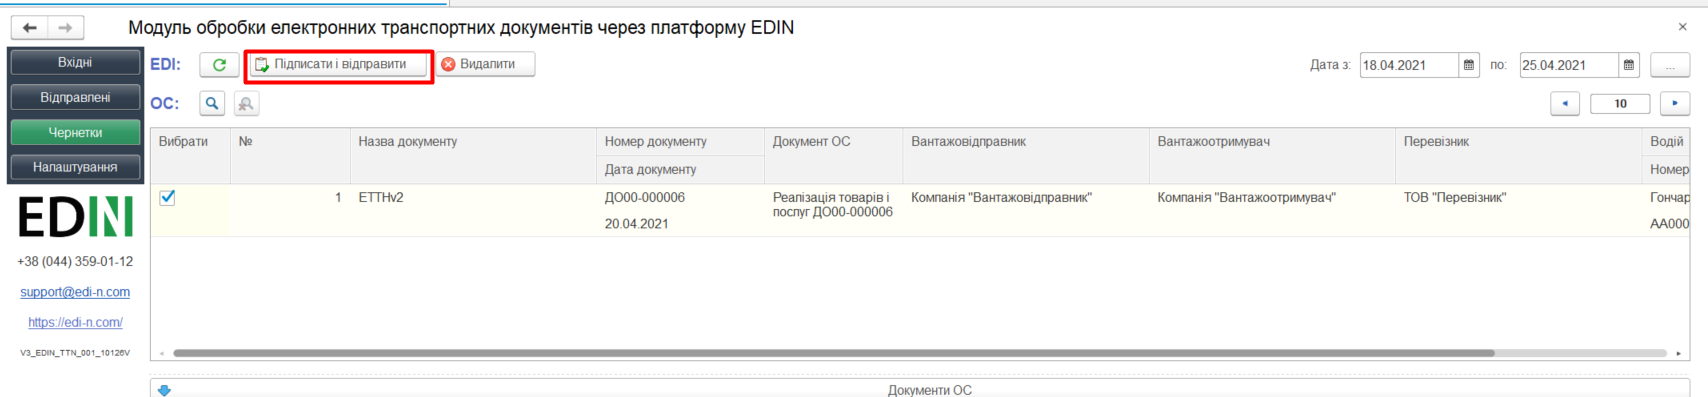 Модуль обробки електронних транспортних документів через платформу EDIN ×
Вхідні
Відправлені
Чернетки
Налаштування
EDI: Підписати і відправити Видалити Дата з: 18.04.2021 по: 25.04.2021 ...
ОС: 10
Вибрати № Назва документу Номер документу Документ ОС Вантажовідправник Вантажоотримувач Перевізник Водій
Дата документу Номер
1 ЕТТНv2 ДО00-000006 Реалізація товарів і Компанія "Вантажовідправник" Компанія "Вантажоотримувач" ТОВ "Перевізник" Гончар
послуг ДО00-000006
20.04.2021 АА000
EDIN
+38 (044) 359-01-12
support@edi-n.com
https://edi-n.com/
V3_EDIN_TTN_001_10126V
Документи ОС